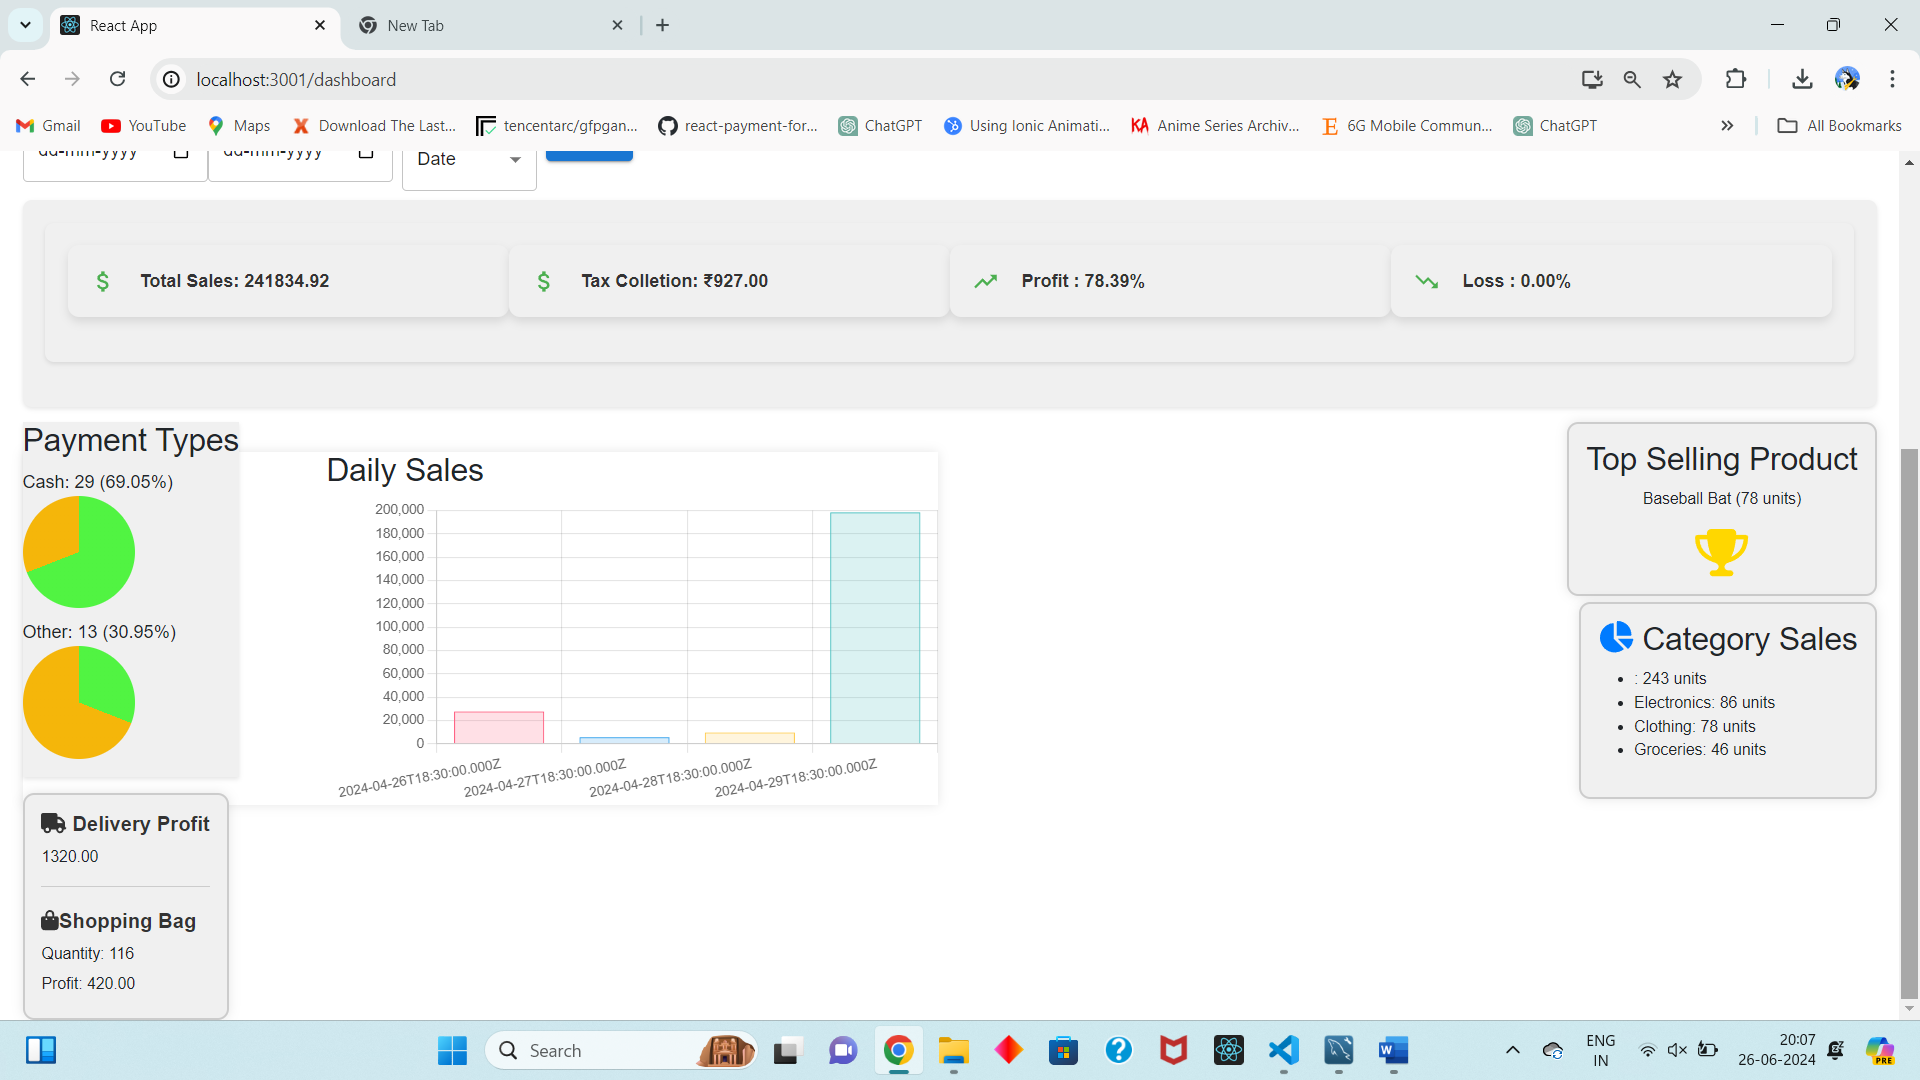 React App
New Tab
localhost:3001/dashboard
Gmail
YouTube
Maps
Download The Last...
tencentarc/gfpgan...
react-payment-for...
ChatGPT
Using Ionic Animati...
KA Anime Series Archiv...
E 6G Mobile Commun...
ChatGPT
All Bookmarks
dd-mm-yyyy
dd-mm-yyyy
Date
Total Sales: 241834.92
Tax Colletion: ₹927.00
Profit : 78.39%
Loss : 0.00%
Payment Types
Cash: 29 (69.05%)
Other: 13 (30.95%)
Daily Sales
200,000
180,000
160,000
140,000
120,000
100,000
80,000
60,000
40,000
20,000
0
2024-04-26T18:30:00.000Z
2024-04-27T18:30:00.000Z
2024-04-28T18:30:00.000Z
2024-04-29T18:30:00.000Z
Top Selling Product
Baseball Bat (78 units)
Category Sales
: 243 units
Electronics: 86 units
Clothing: 78 units
Groceries: 46 units
Delivery Profit
1320.00
Shopping Bag
Quantity: 116
Profit: 420.00
Search
ENG
IN
20:07
26-06-2024
PRE